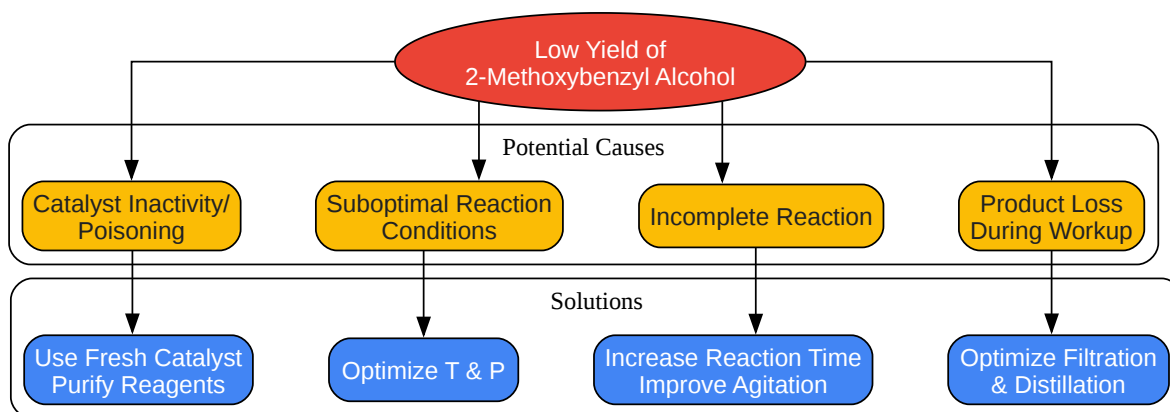 Low Yield of
2-Methoxybenzyl Alcohol
Potential Causes
Catalyst Inactivity/
Poisoning
Suboptimal Reaction
Conditions
Incomplete Reaction
Product Loss
During Workup
Solutions
Use Fresh Catalyst
Purify Reagents
Optimize T & P
Increase Reaction Time
Improve Agitation
Optimize Filtration
& Distillation